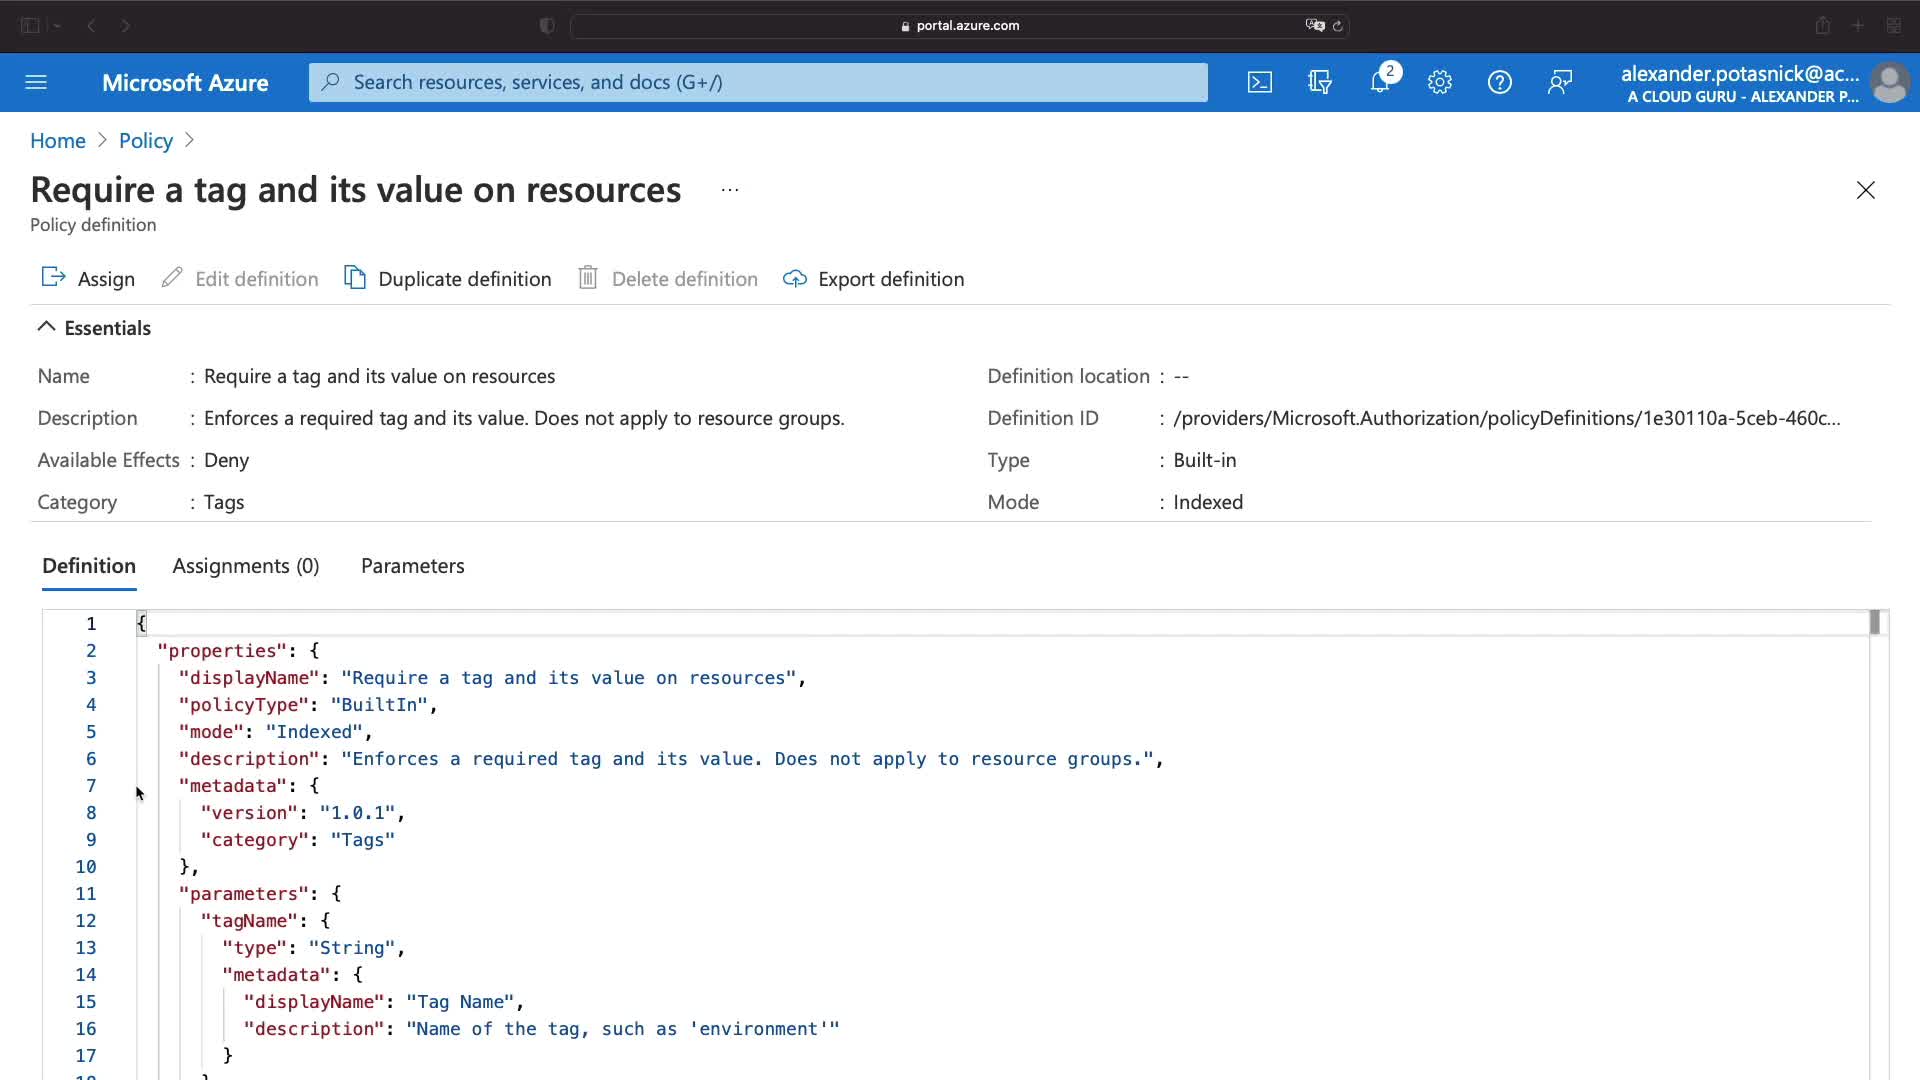 portal.azure.com
Microsoft Azure
Search resources, services, and docs (G+/)
2
alexander.potasnick@ac...
A CLOUD GURU - ALEXANDER P...
Home > Policy >
Require a tag and its value on resources ...
Policy definition
Assign Edit definition Duplicate definition Delete definition Export definition
Essentials
Name : Require a tag and its value on resources
Definition location : --
Description : Enforces a required tag and its value. Does not apply to resource groups.
Definition ID : /providers/Microsoft.Authorization/policyDefinitions/1e30110a-5ceb-460c...
Available Effects : Deny
Type : Built-in
Category : Tags
Mode : Indexed
Definition Assignments (0) Parameters
1 {
2 "properties": {
3 "displayName": "Require a tag and its value on resources",
4 "policyType": "BuiltIn",
5 "mode": "Indexed",
6 "description": "Enforces a required tag and its value. Does not apply to resource groups.",
7 "metadata": {
8 "version": "1.0.1",
9 "category": "Tags"
10 },
11 "parameters": {
12 "tagName": {
13 "type": "String",
14 "metadata": {
15 "displayName": "Tag Name",
16 "description": "Name of the tag, such as 'environment'"
17 }